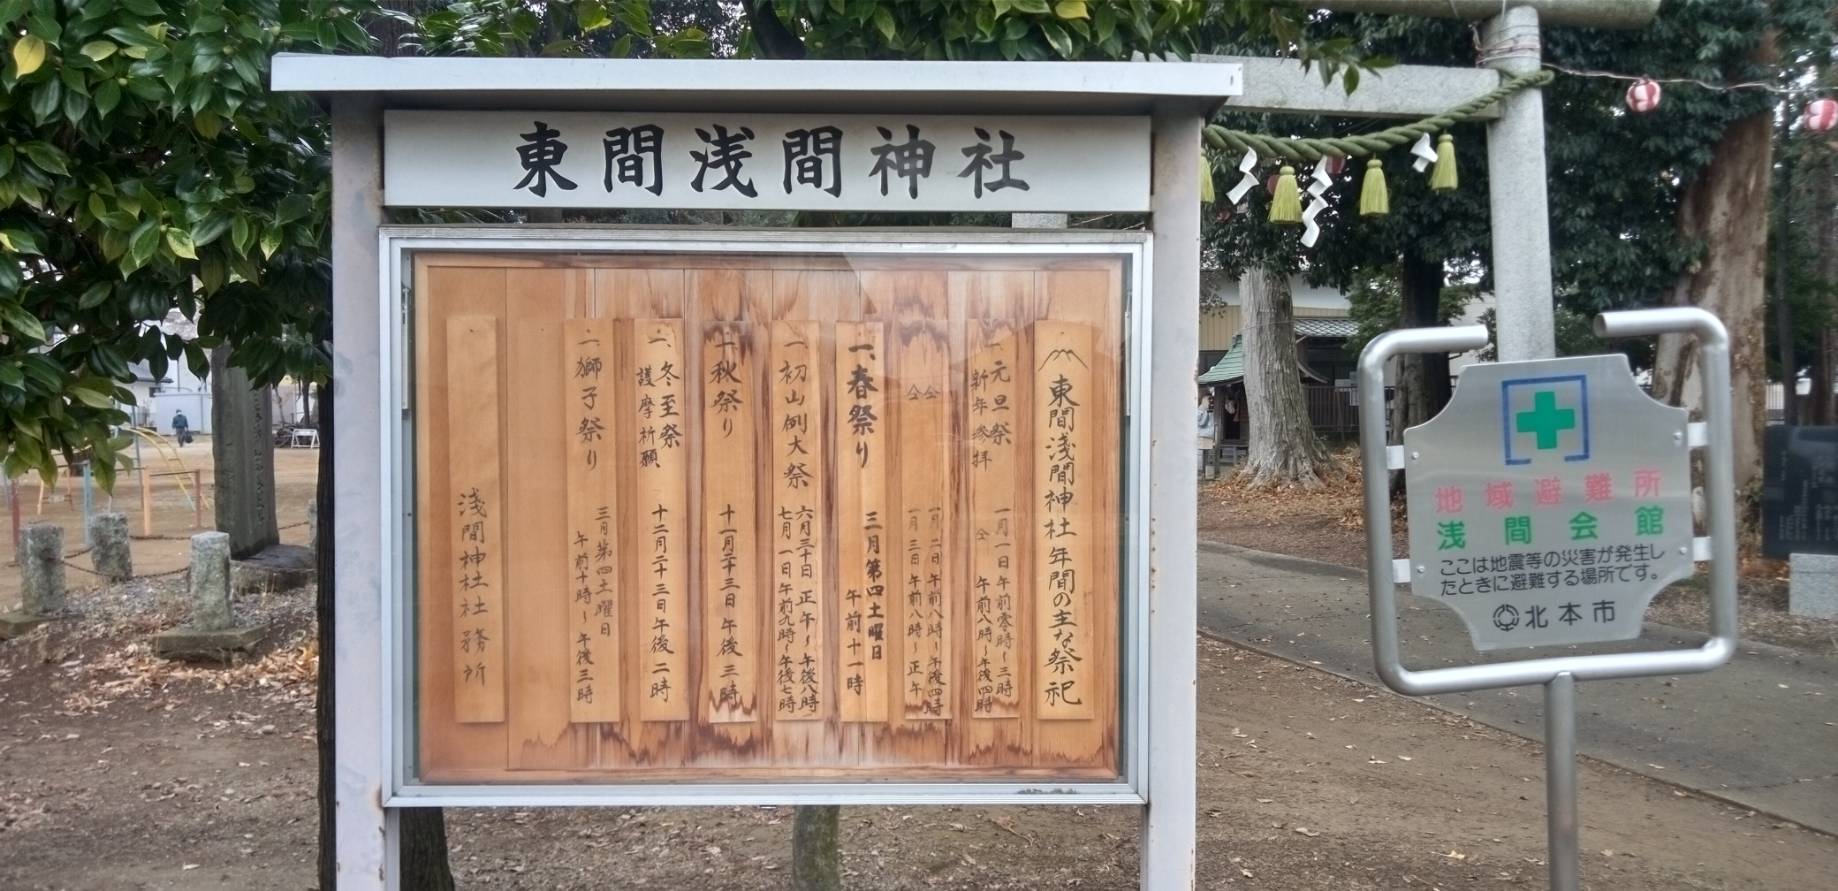 東間浅間神社
東間浅間神社 年間の主な祭祀
一元旦祭 一月一日午前零時〜三時
新年参拝 仝 午前八時〜午後四時
仝 一月二日 午前八時〜午後四時
仝 一月三日 午前八時〜正午
一、春祭り 三月第四土曜日
午前十一時
一初山例大祭 六月三十日 正午〜午後八時
七月一日 午前九時〜午後七時
一秋祭り 十一月二十三日 午後三時
一、冬至祭
護摩祈願 十二月二十二日 午後二時
一獅子祭り 三月第四土曜日
午前十時〜午後三時
浅間神社社務所
地域避難所
浅間会館
ここは地震等の災害が発生し
たときに避難する場所です。
北本市